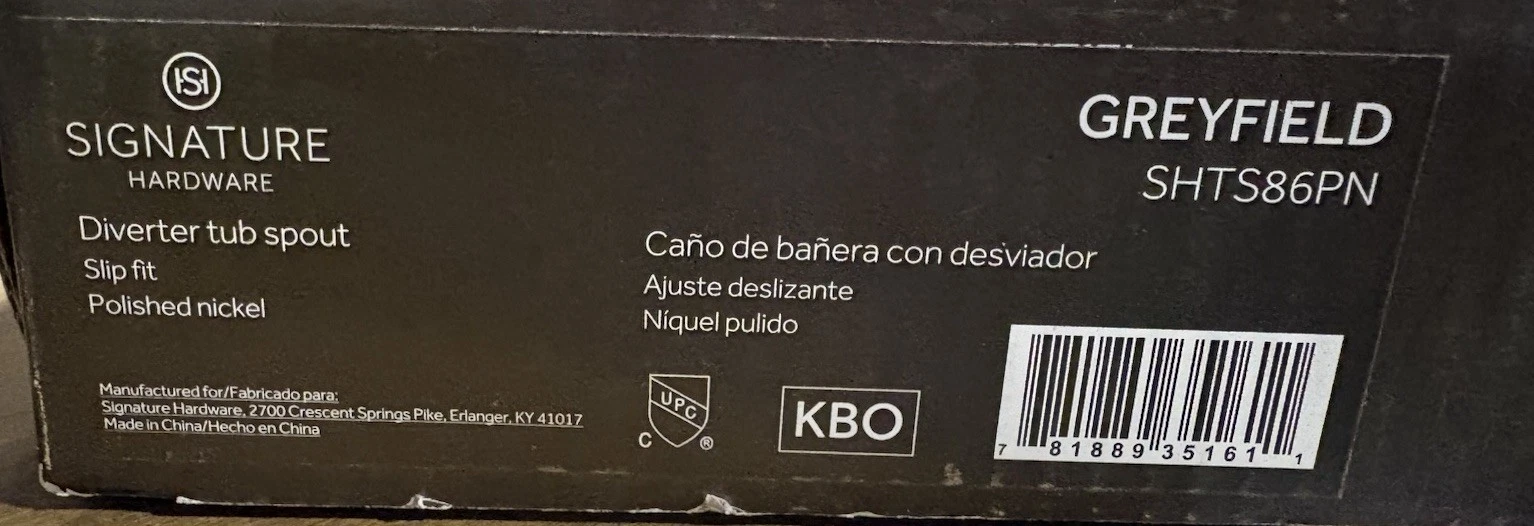 SH
SIGNATURE
HARDWARE
GREYFIELD
SHTS86PN
Diverter tub spout
Slip fit
Polished nickel
Caño de bañera con desviador
Ajuste deslizante
Níquel pulido
Manufactured for/Fabricado para:
Signature Hardware, 2700 Crescent Springs Pike, Erlanger, KY 41017
Made in China/Hecho en China
C UPC ®
KBO
7 81889 35161 1